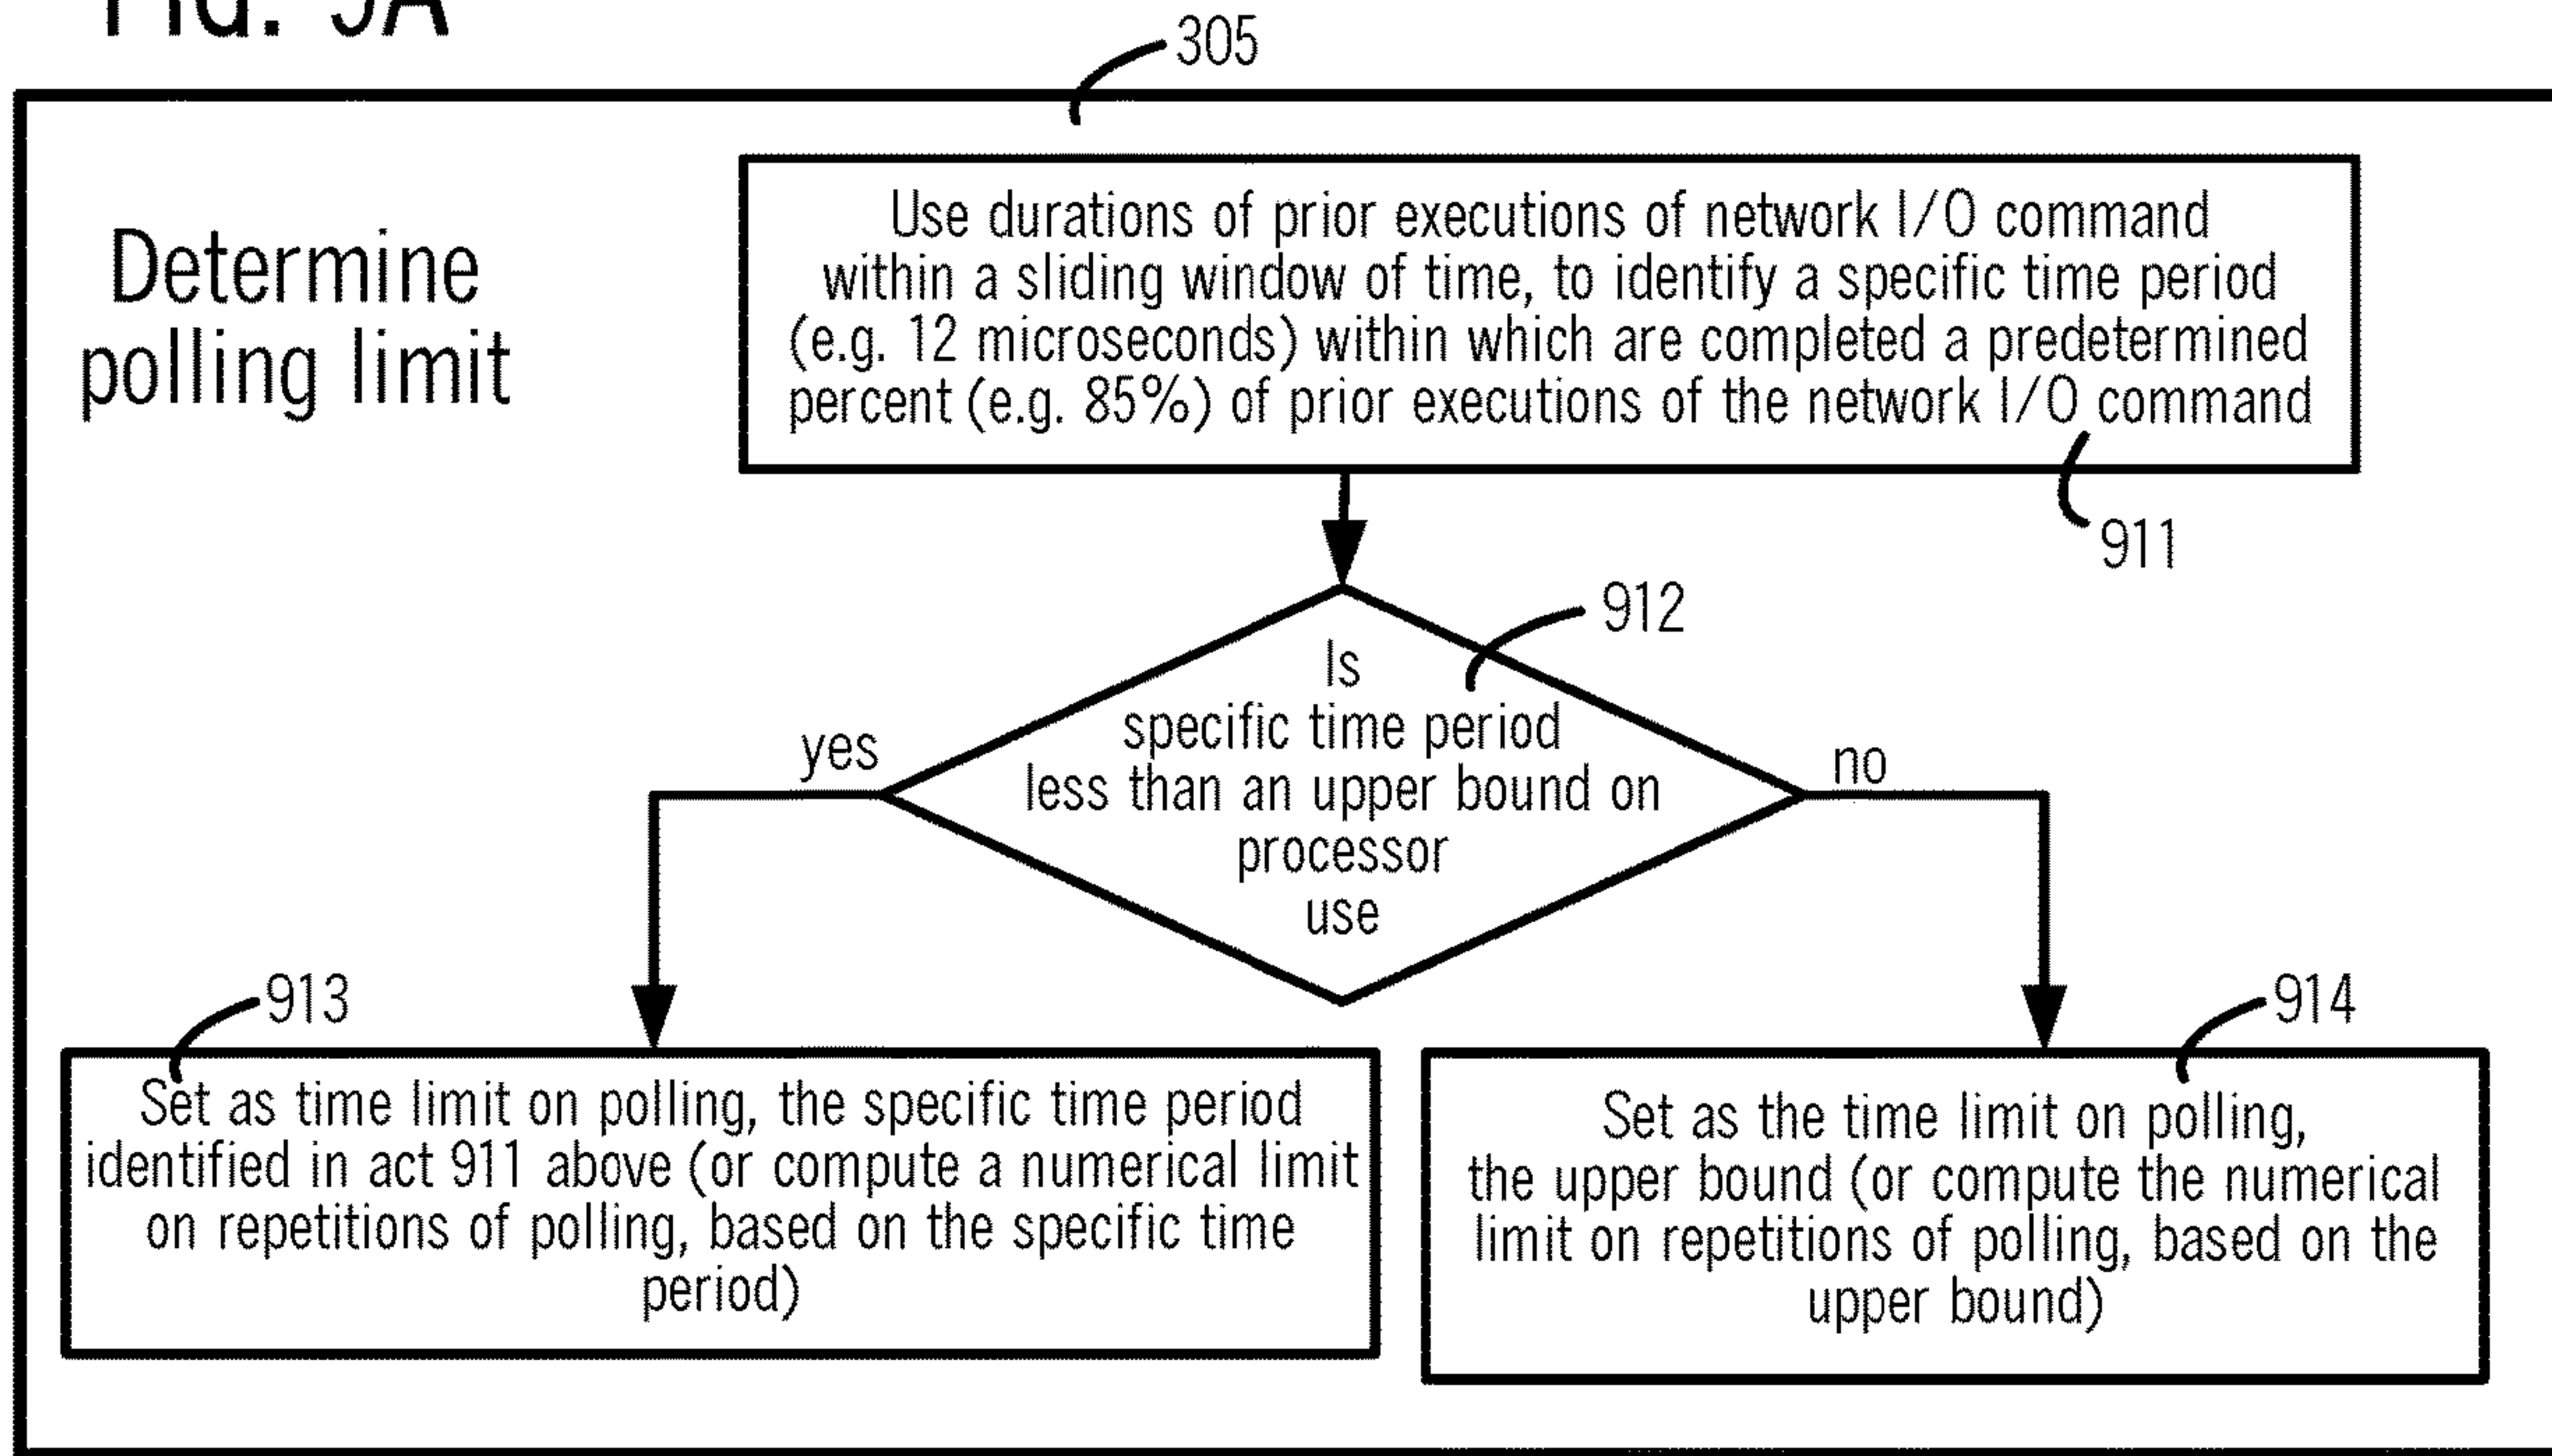 FIG. 9A
305
Determine
polling limit
Use durations of prior executions of network I/O command
within a sliding window of time, to identify a specific time period
(e.g. 12 microseconds) within which are completed a predetermined
percent (e.g. 85%) of prior executions of the network I/O command
911
912
Is
specific time period
less than an upper bound on
processor
use
yes
no
913
Set as time limit on polling, the specific time period
identified in act 911 above (or compute a numerical limit
on repetitions of polling, based on the specific time
period)
914
Set as the time limit on polling,
the upper bound (or compute the numerical
limit on repetitions of polling, based on the
upper bound)